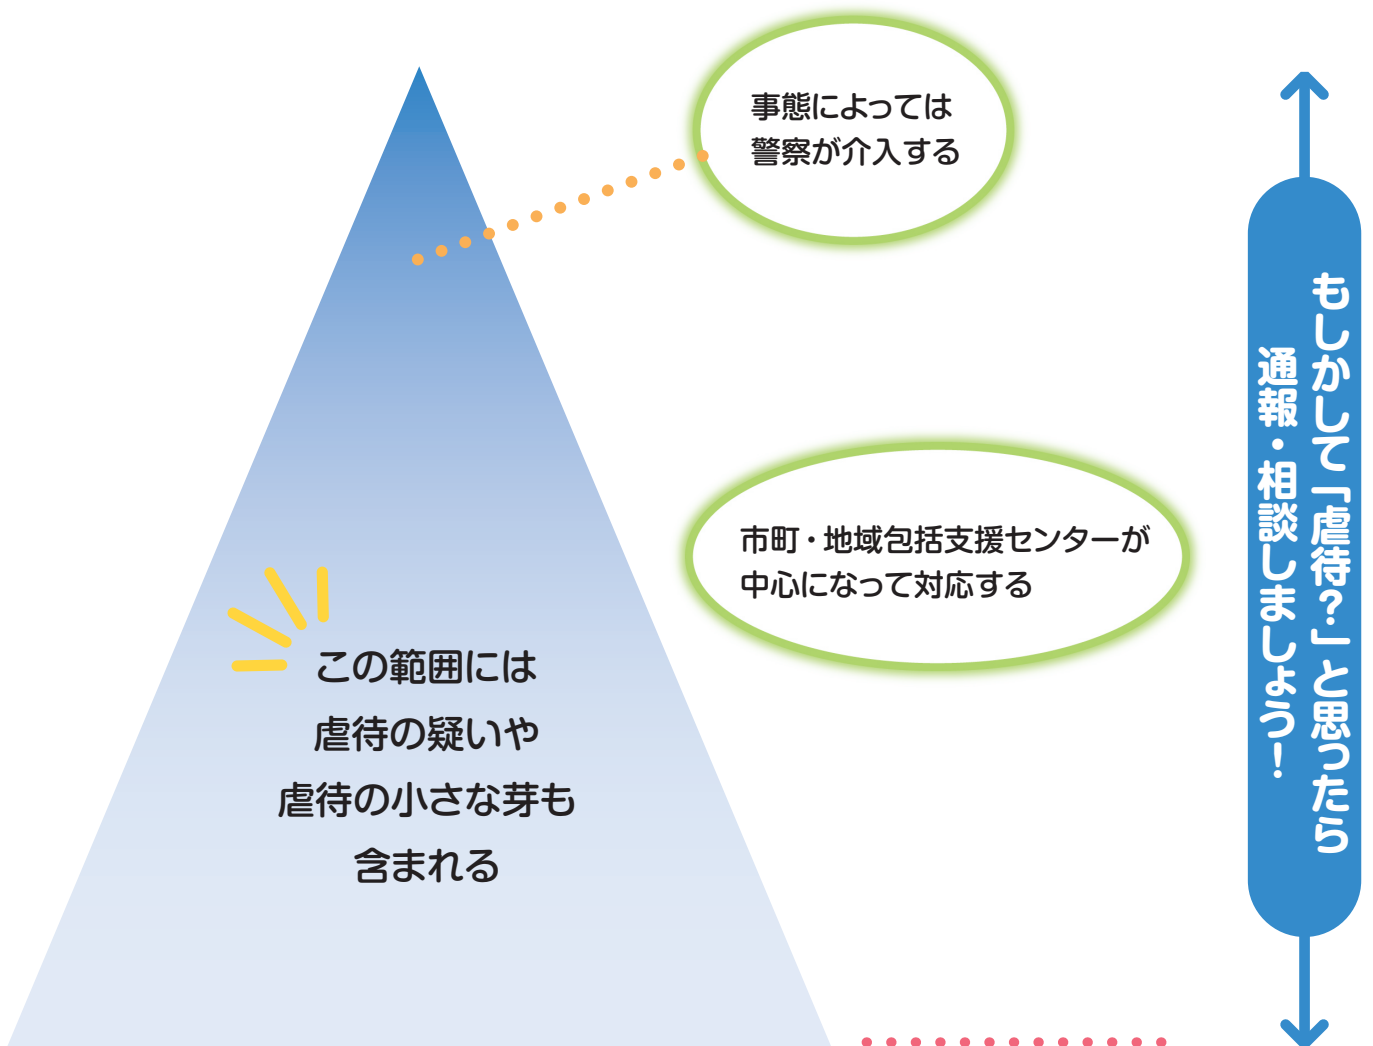 事態によっては
警察が介入する
市町・地域包括支援センターが
中心になって対応する
この範囲には
虐待の疑いや
虐待の小さな芽も
含まれる
もしかして「虐待?」と思ったら
通報・相談しましょう!